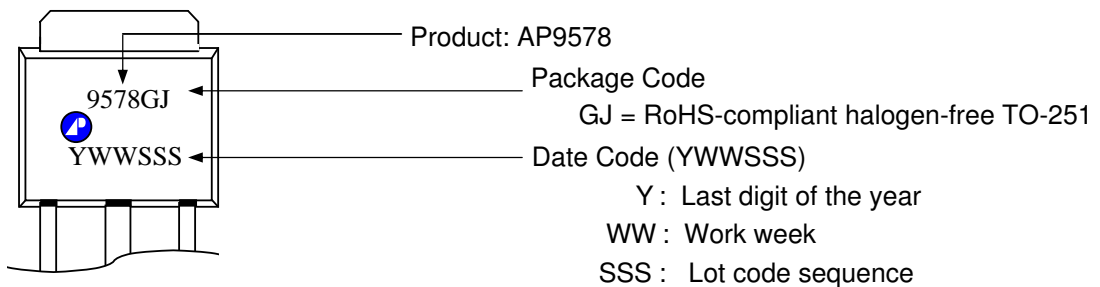 Product: AP9578
Package Code
9578GJ
GJ = RoHS-compliant halogen-free TO-251
AP
YWWSSS
Date Code (YWWSSS)
Y : Last digit of the year
WW : Work week
SSS : Lot code sequence